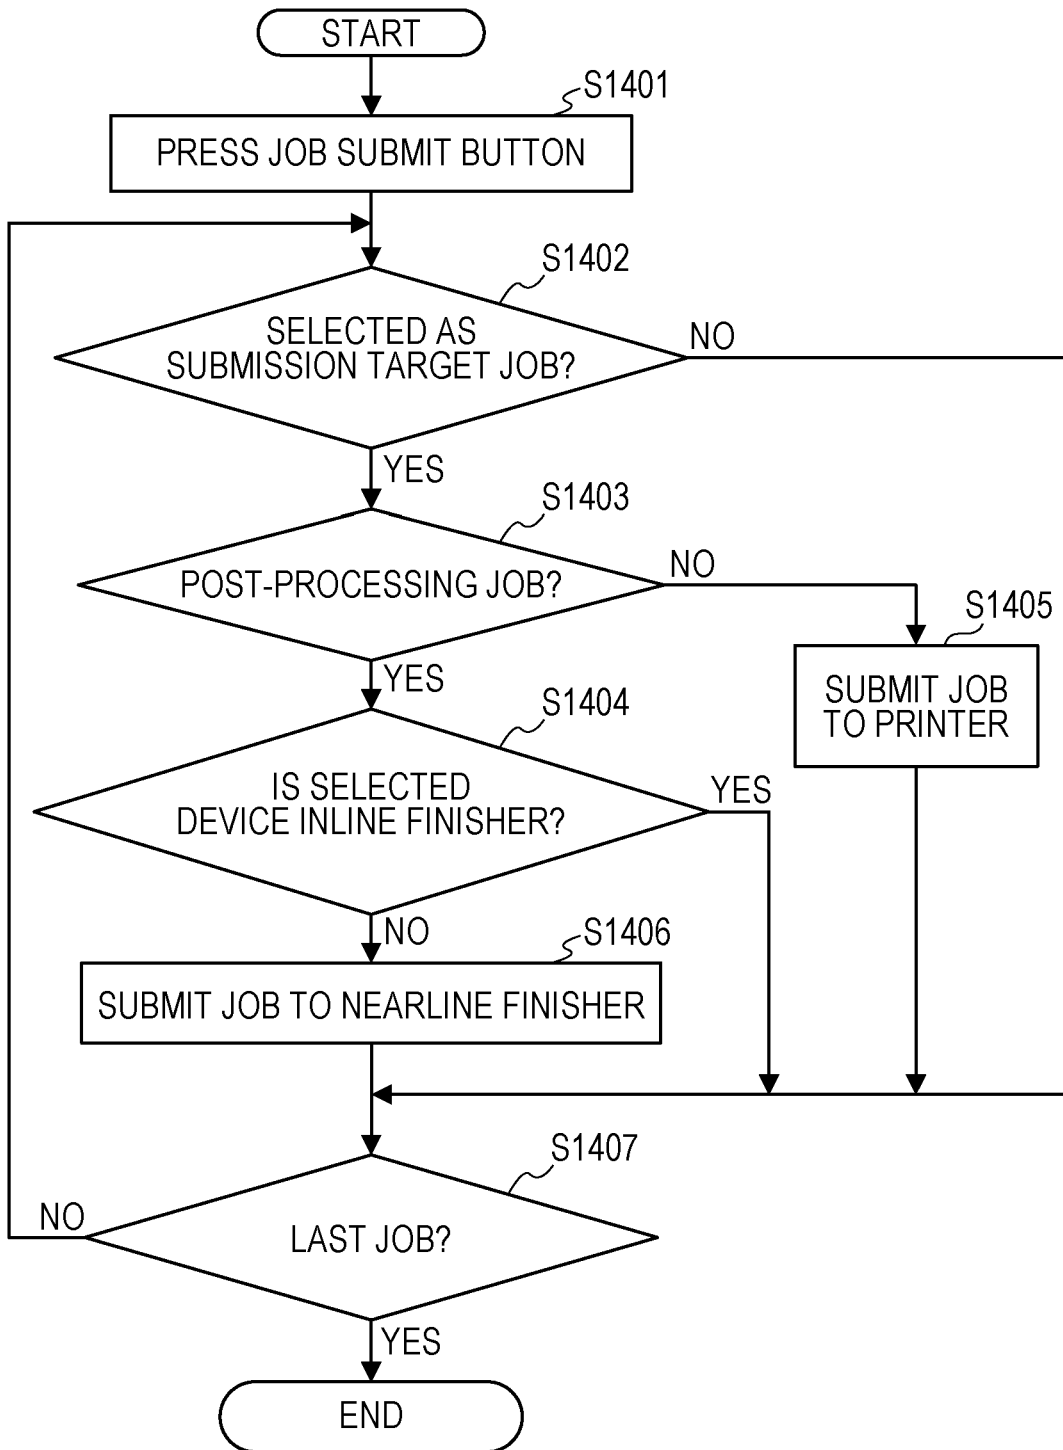 START
S1401
PRESS JOB SUBMIT BUTTON
S1402
SELECTED AS
SUBMISSION TARGET JOB?
NO
YES
S1403
POST-PROCESSING JOB?
NO
S1405
SUBMIT JOB
TO PRINTER
YES
S1404
IS SELECTED
DEVICE INLINE FINISHER?
YES
NO
S1406
SUBMIT JOB TO NEARLINE FINISHER
S1407
LAST JOB?
NO
YES
END